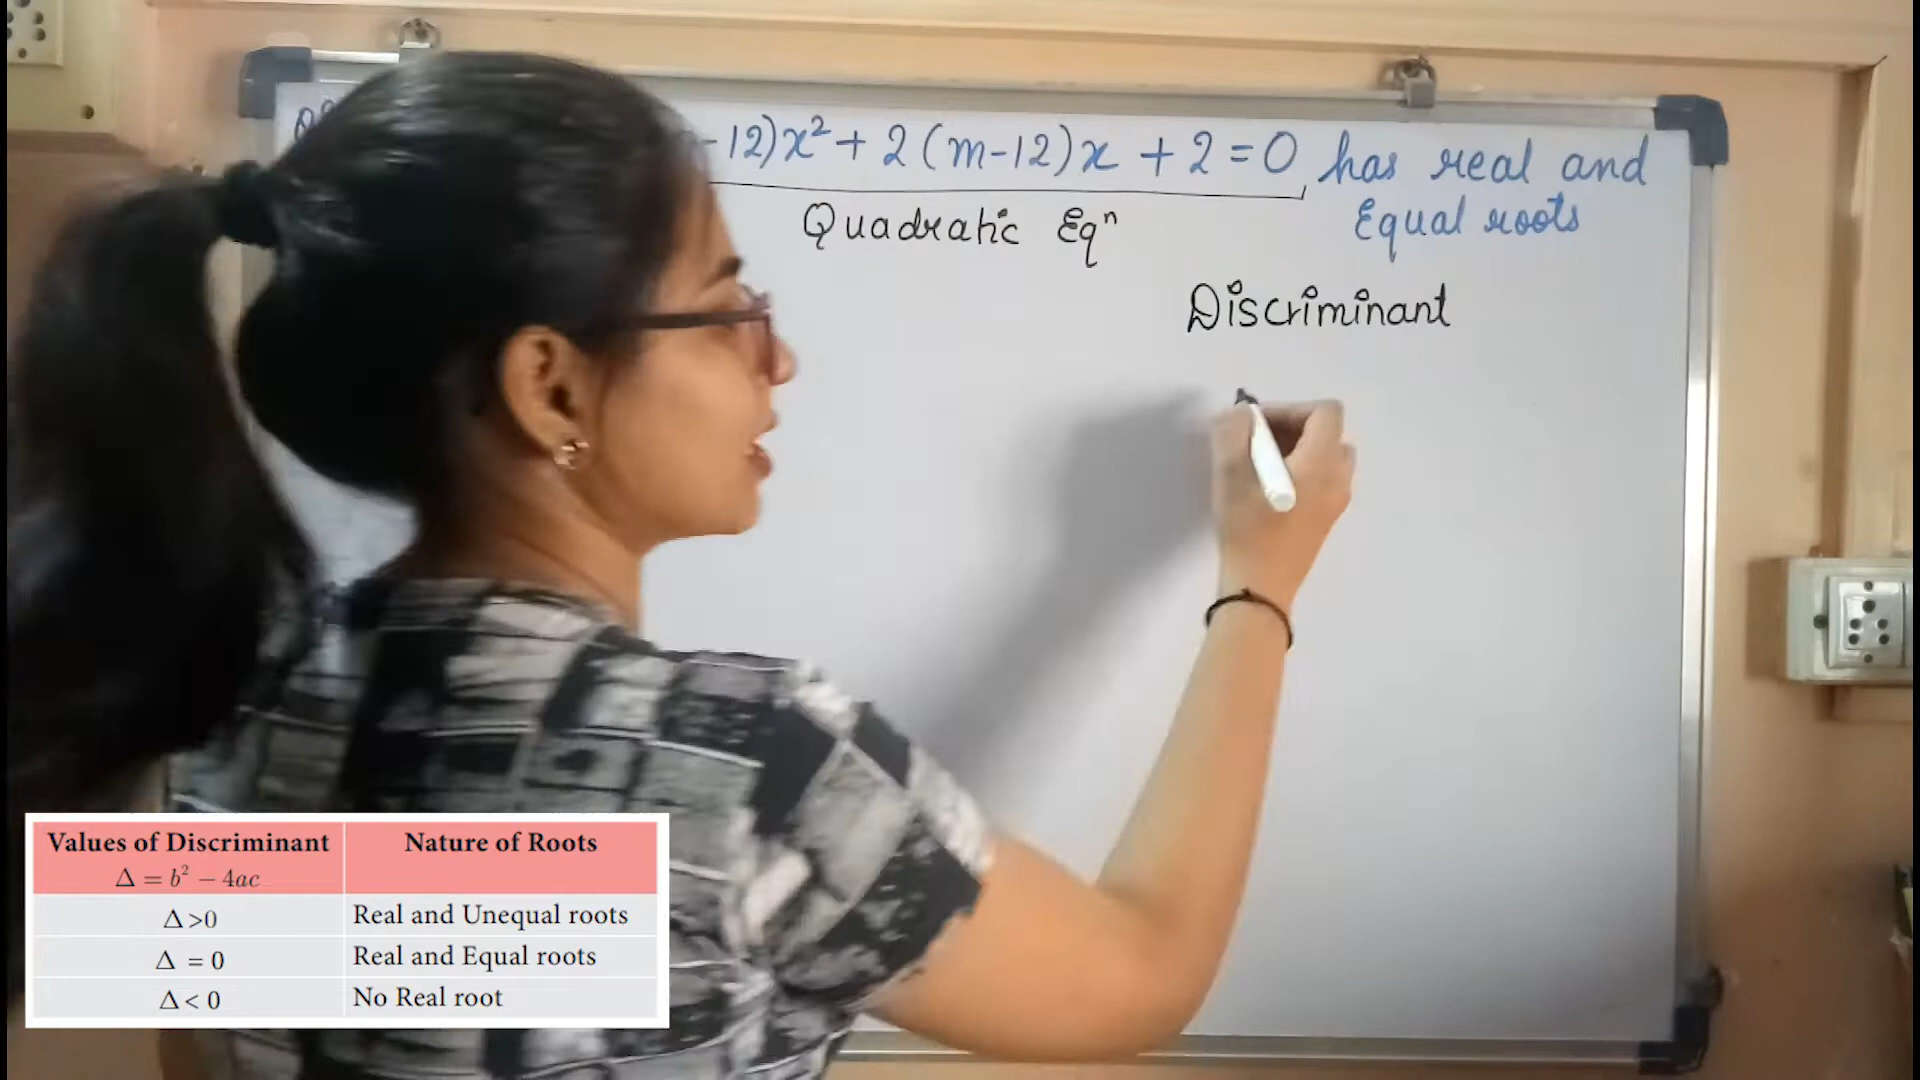 -12)x² + 2(m-12)x + 2 = 0 has real and
Equal roots
Quadratic Eqⁿ
Discriminant
Values of Discriminant
Δ = b² – 4ac
Nature of Roots
Δ >0
Real and Unequal roots
Δ = 0
Real and Equal roots
Δ < 0
No Real root